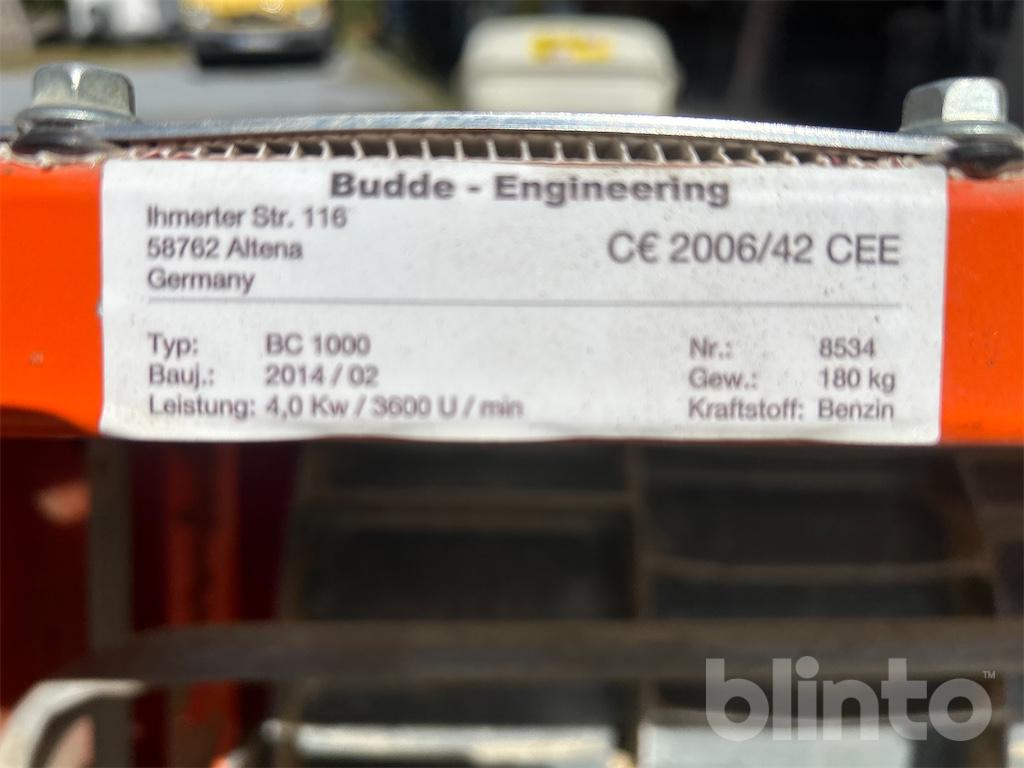 Budde - Engineering
Ihmerter Str. 116
58762 Altena
Germany
C€ 2006/42 CEE
Typ: BC 1000
Bauj.: 2014 / 02
Leistung: 4,0 Kw / 3600 U / min
Nr.: 8534
Gew.: 180 kg
Kraftstoff: Benzin
blinto™